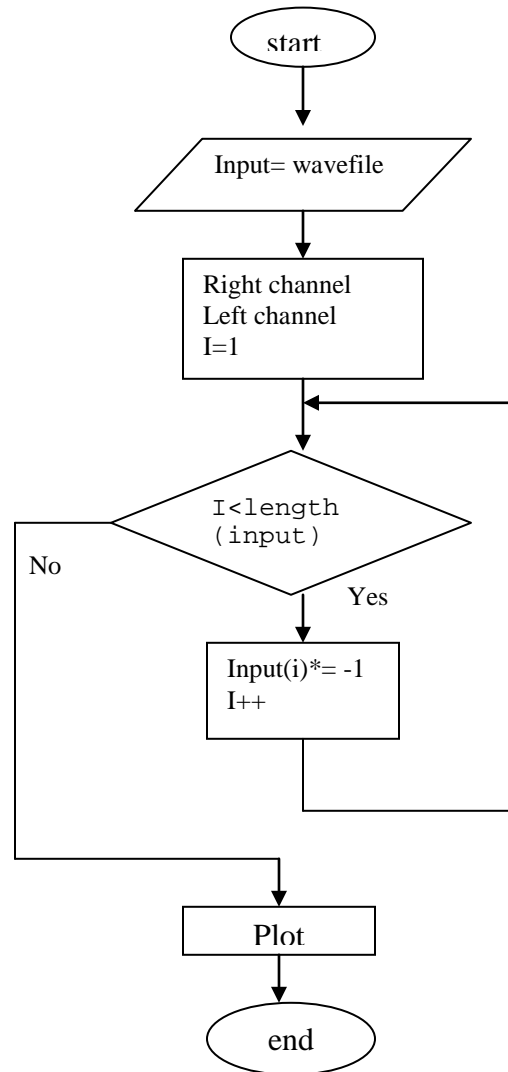 start
Input= wavefile
Right channel
Left channel
I=1
I<length
(input)
No
Yes
Input(i)*= -1
I++
Plot
end